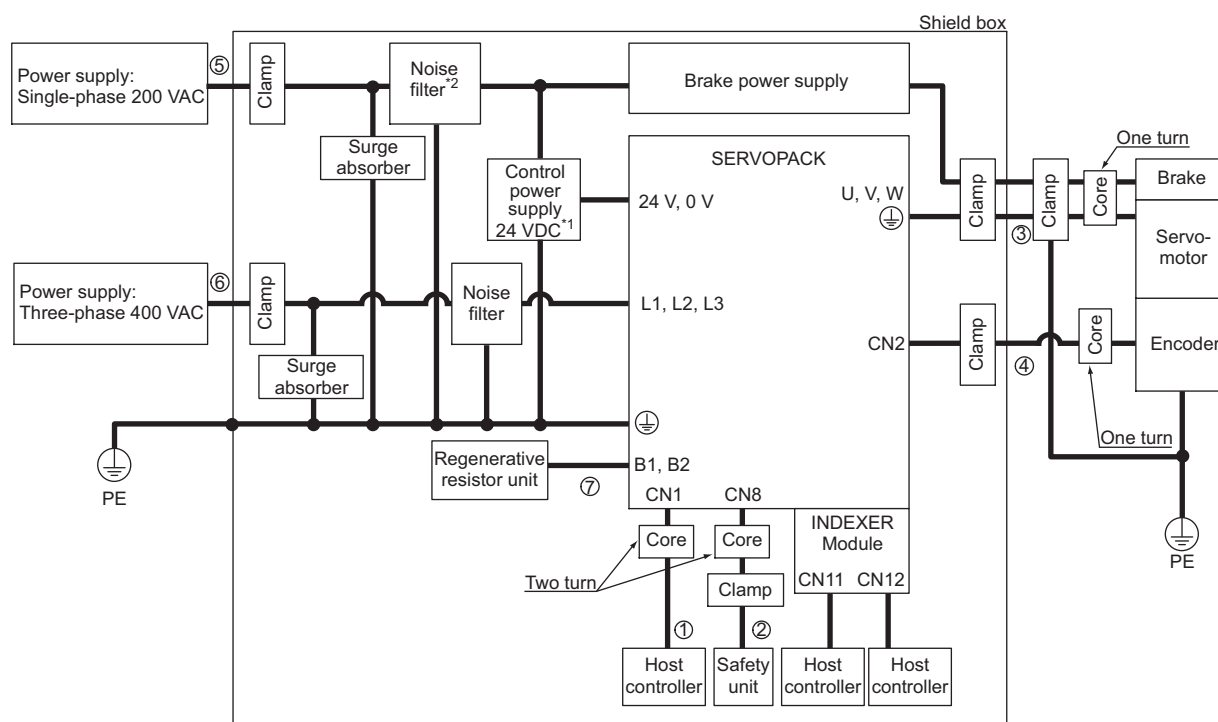 Shield box
Power supply:
Single-phase 200 VAC
⑤
Clamp
Noise
filter*2
Brake power supply
Surge
absorber
Control
power
supply
24 VDC*1
SERVOPACK
24 V, 0 V
U, V, W
Clamp
Clamp
③
One turn
Core
Brake
Servo-
motor
Power supply:
Three-phase 400 VAC
⑥
Clamp
Noise
filter
L1, L2, L3
Surge
absorber
CN2
Clamp
④
Core
Encoder
One turn
PE
Regenerative
resistor unit
⑦
B1, B2
CN1
CN8
INDEXER
Module
PE
Core
Core
Two turn
Clamp
CN11
CN12
①
②
Host
controller
Safety
unit
Host
controller
Host
controller